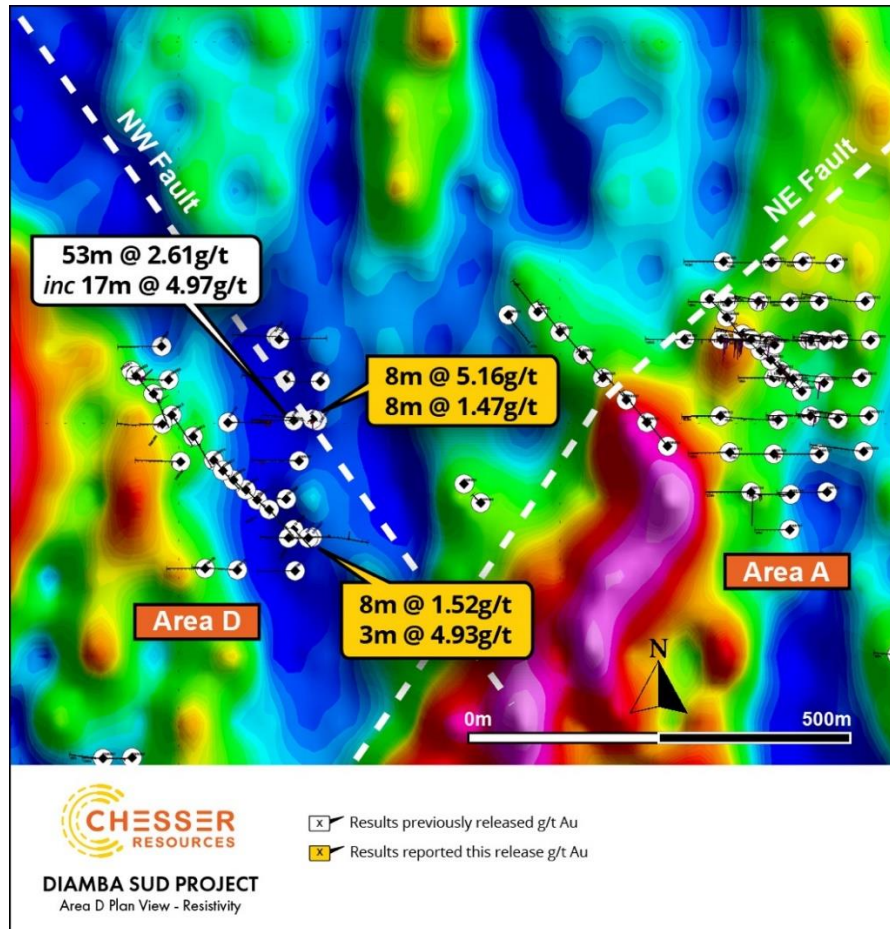 NW Fault
NE Fault
53m @ 2.61g/t
inc 17m @ 4.97g/t
8m @ 5.16g/t
8m @ 1.47g/t
Area D
Area A
8m @ 1.52g/t
3m @ 4.93g/t
N
0m
500m
CHESSER
RESOURCES
DIAMBA SUD PROJECT
Area D Plan View - Resistivity
X Results previously released g/t Au
X Results reported this release g/t Au